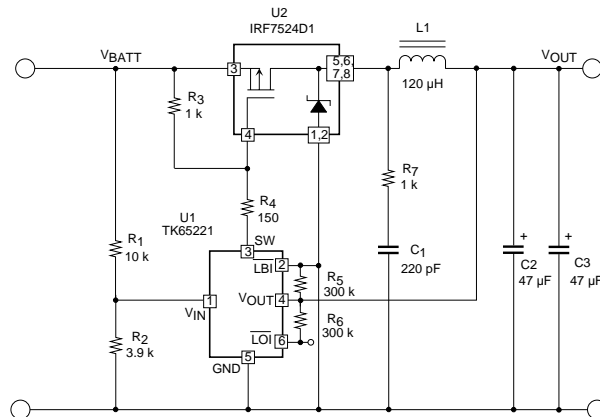 U2
IRF7524D1
L1
VBATT
VOUT
3
5,6,
7,8
120 µH
R3
1 k
4
1,2
R7
1 k
R4
150
U1
TK65221
R1
10 k
3
SW
LBI
2
R5
300 k
C1
220 pF
+
C2
47 µF
+
C3
47 µF
1
VIN
VOUT
4
R6
300 k
R2
3.9 k
LOI
6
GND
5